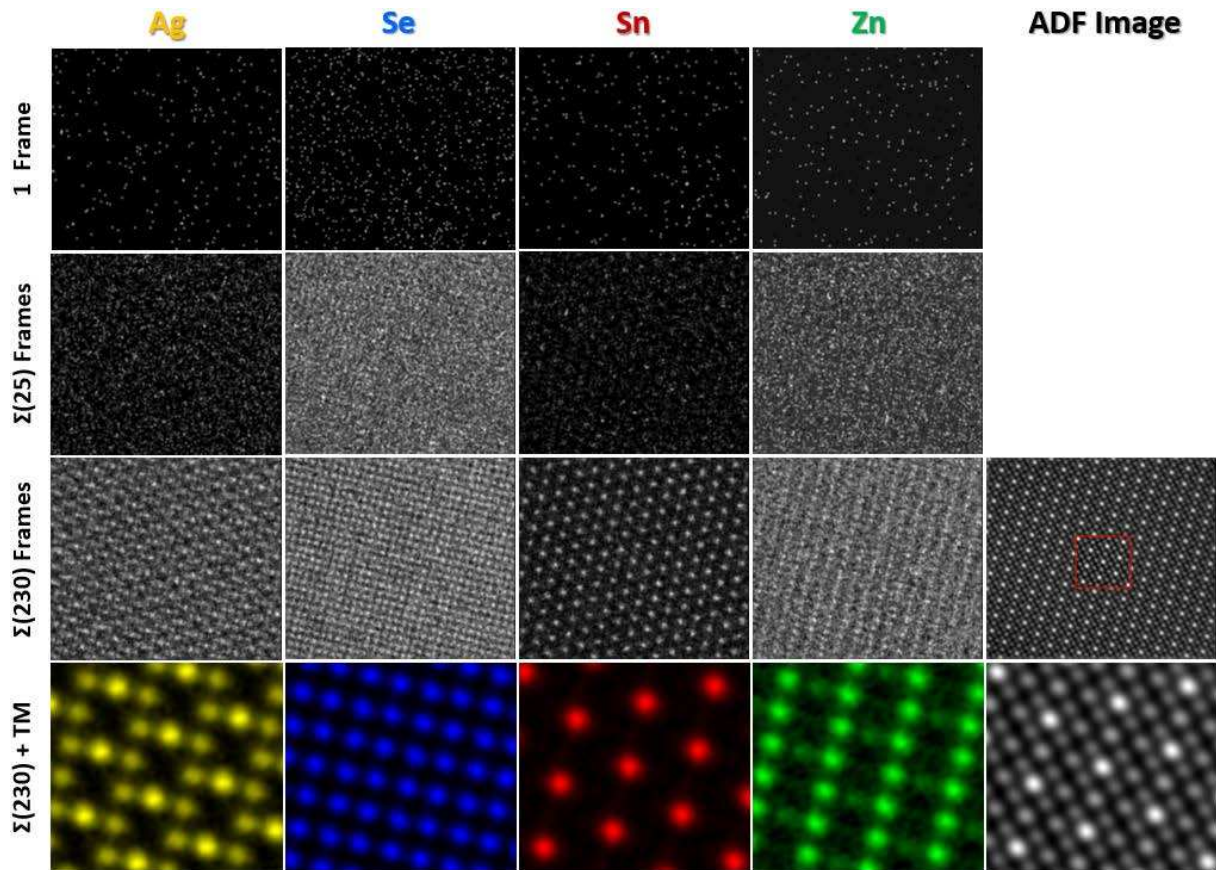 Ag Se Sn Zn ADF Image
1 Frame
Σ(25) Frames
Σ(230) Frames
Σ(230) + TM